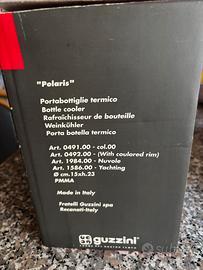 "Polaris"
Portabottiglie termico
Bottle cooler
Rafraîchisseur de bouteille
Weinkühler
Porta botella termico
Art. 0491.00 - col.00
Art. 0492.00 - (With coulored rim)
Art. 1984.00 - Nuvole
Art. 1586.00 - Yachting
Ø cm.15xh.23
PMMA
Made in Italy
Fratelli Guzzini spa
Recanati-Italy
guzzini